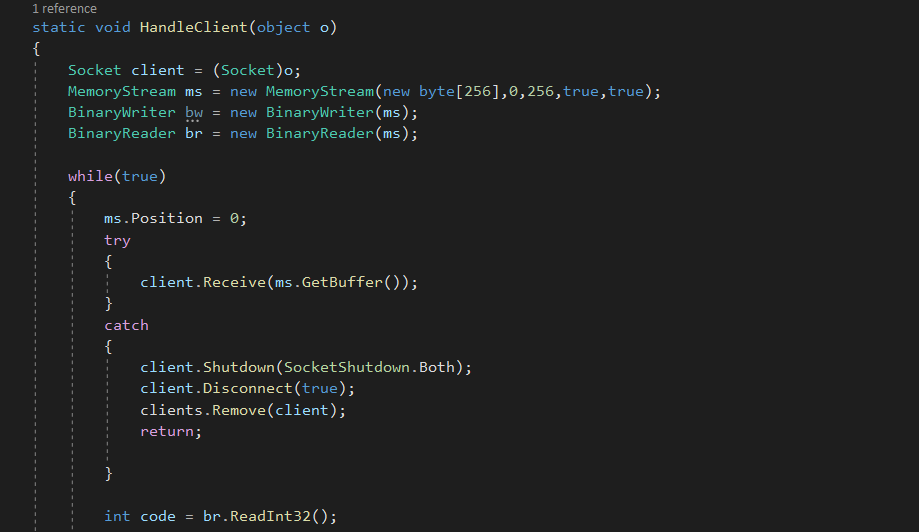 1 reference
static void HandleClient(object o)
{
Socket client = (Socket)o;
MemoryStream ms = new MemoryStream(new byte[256],0,256,true,true);
BinaryWriter bw = new BinaryWriter(ms);
BinaryReader br = new BinaryReader(ms);
while(true)
{
ms.Position = 0;
try
{
client.Receive(ms.GetBuffer());
}
catch
{
client.Shutdown(SocketShutdown.Both);
client.Disconnect(true);
clients.Remove(client);
return;
}
int code = br.ReadInt32();